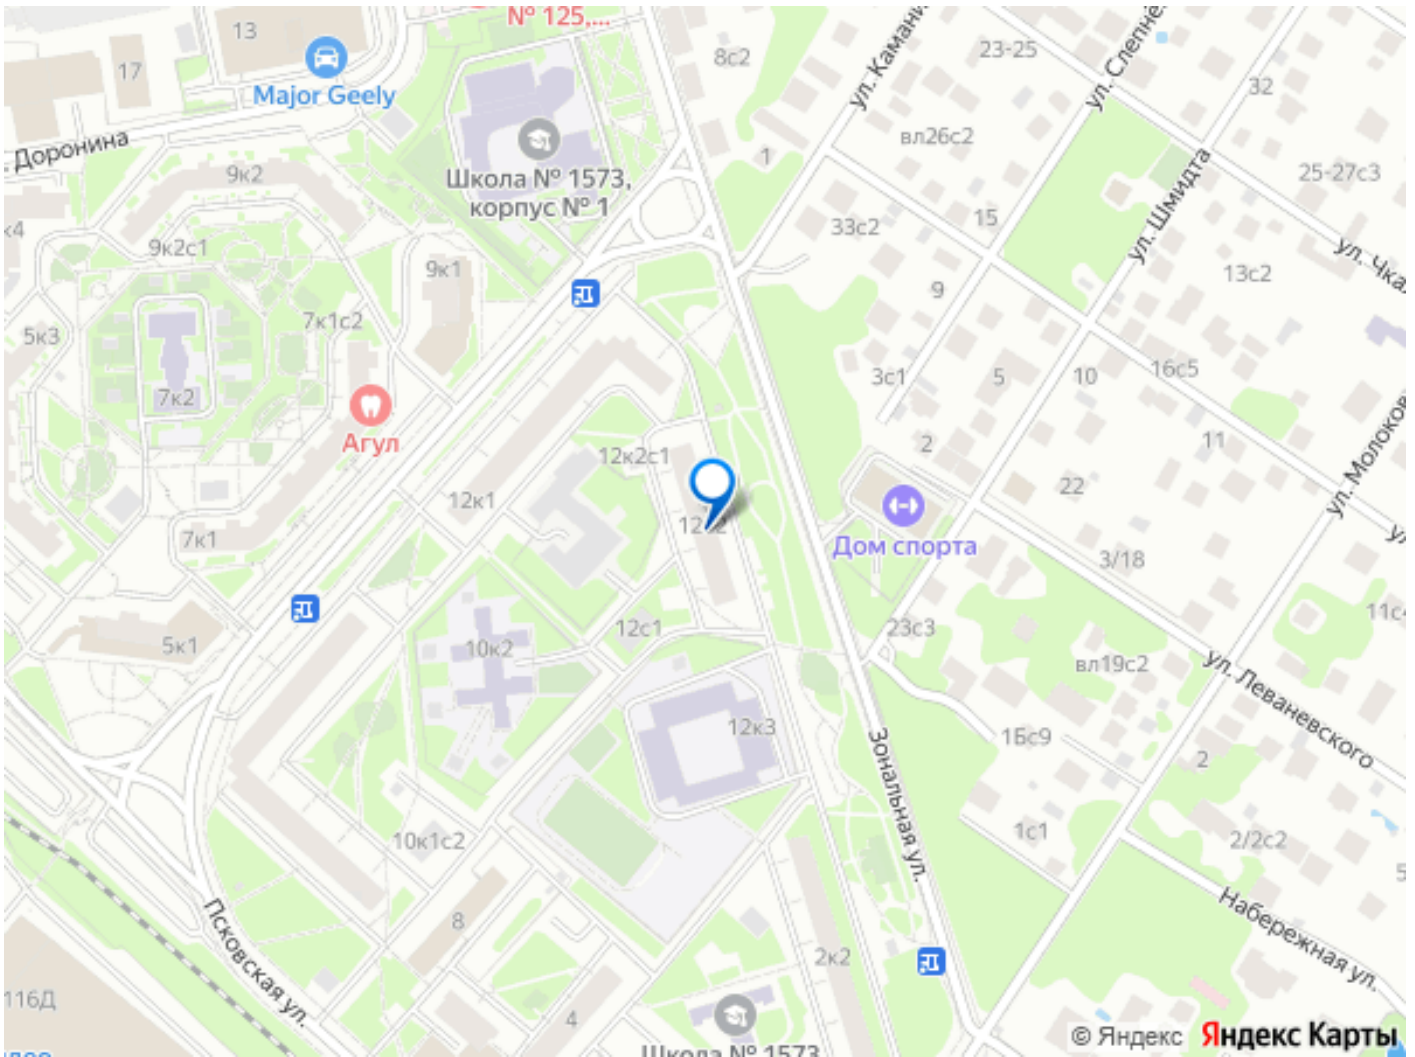 № 125,...
13
17
Major Geely
8с2
ул. Камани
23-25
ул. Слепне
32
. Доронина
вл26с2
1
9к2
Школа № 1573,
корпус № 1
25-27с3
15
33с2
ул. Шмидта
к4
9к2с1
9к1
13с2
ул. Чка
9
7к1с2
5к3
16с5
3с1
5
10
7к2
11
ул. Молоков
Агул
2
12к2с1
22
12к1
7к1
Дом спорта
3/18
12с1
23с3
11с4
5к1
10к2
вл19с2
ул. Леваневского
12к3
1Бс9
2
Зональная ул.
1с1
2/2с2
10к1с2
5
8
Набережная ул.
Псковская ул.
2к2
116Д
4
Школа № 1573
© Яндекс Яндекс Карты